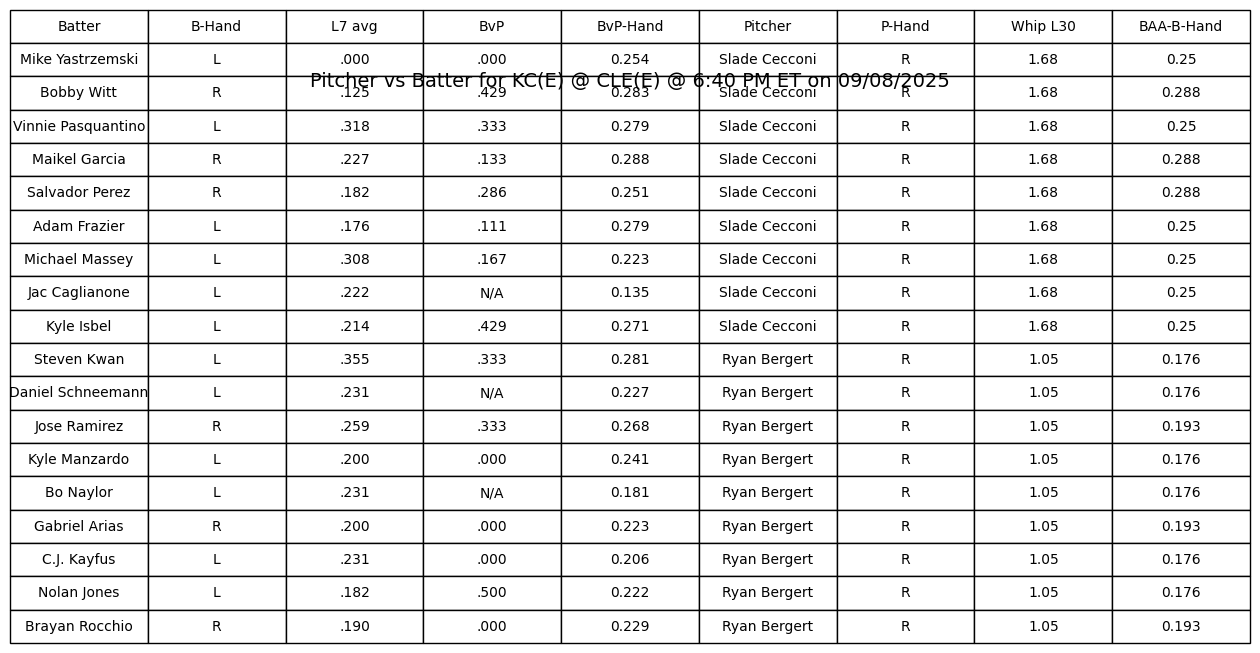 Batter B-Hand L7 avg BvP BvP-Hand Pitcher P-Hand Whip L30 BAA-B-Hand
Mike Yastrzemski L .000 .000 0.254 Slade Cecconi R 1.68 0.25
Pitcher vs Batter for KC(E) @ CLE(E) @ 6:40 PM ET on 09/08/2025
Bobby Witt R .125 .429 0.283 Slade Cecconi R 1.68 0.288
Vinnie Pasquantino L .318 .333 0.279 Slade Cecconi R 1.68 0.25
Maikel Garcia R .227 .133 0.288 Slade Cecconi R 1.68 0.288
Salvador Perez R .182 .286 0.251 Slade Cecconi R 1.68 0.288
Adam Frazier L .176 .111 0.279 Slade Cecconi R 1.68 0.25
Michael Massey L .308 .167 0.223 Slade Cecconi R 1.68 0.25
Jac Caglianone L .222 N/A 0.135 Slade Cecconi R 1.68 0.25
Kyle Isbel L .214 .429 0.271 Slade Cecconi R 1.68 0.25
Steven Kwan L .355 .333 0.281 Ryan Bergert R 1.05 0.176
Daniel Schneemann L .231 N/A 0.227 Ryan Bergert R 1.05 0.176
Jose Ramirez R .259 .333 0.268 Ryan Bergert R 1.05 0.193
Kyle Manzardo L .200 .000 0.241 Ryan Bergert R 1.05 0.176
Bo Naylor L .231 N/A 0.181 Ryan Bergert R 1.05 0.176
Gabriel Arias R .200 .000 0.223 Ryan Bergert R 1.05 0.193
C.J. Kayfus L .231 .000 0.206 Ryan Bergert R 1.05 0.176
Nolan Jones L .182 .500 0.222 Ryan Bergert R 1.05 0.176
Brayan Rocchio R .190 .000 0.229 Ryan Bergert R 1.05 0.193